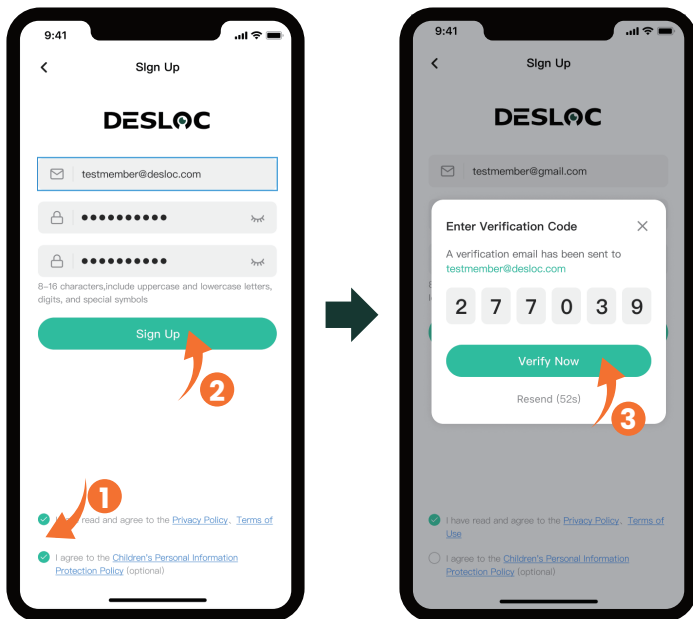 9:41
SIgn Up
DESLOC
testmember@desloc.com
8–16 characters,include uppercase and lowercase letters,
digits, and special symbols
Sign Up
2
1
read and agree to the Privacy Policy、Terms of
I agree to the Children's Personal Information
Protection Policy (optional)
9:41
SIgn Up
DESLOC
testmember@gmail.com
Enter Verification Code
A verification email has been sent to
testmember@desloc.com
2 7 7 0 3 9
Verify Now
Resend (52s)
3
I have read and agree to the Privacy Policy、Terms of
Use
I agree to the Children's Personal Information
Protection Policy (optional)